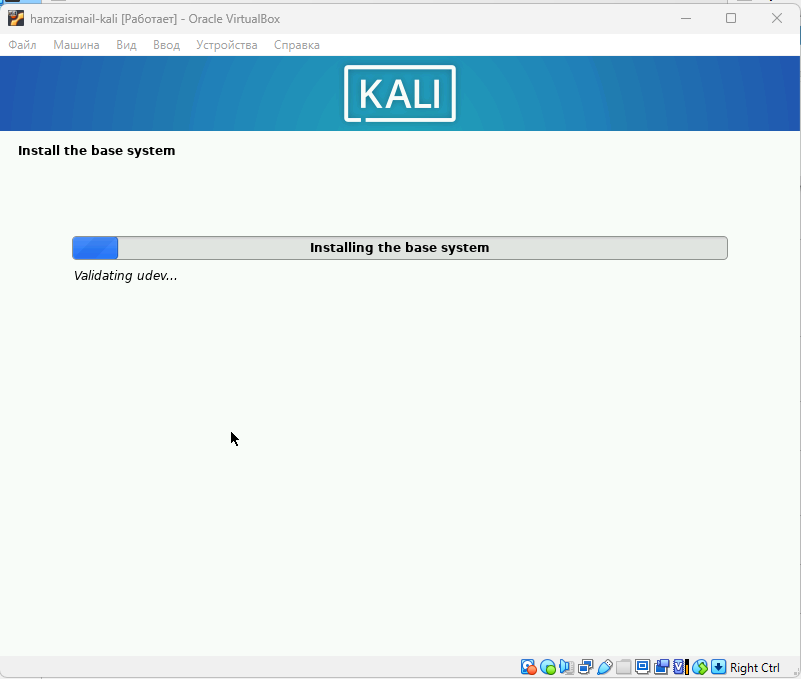 hamzaismail-kali [Работает] - Oracle VirtualBox
Файл Машина Вид Ввод Устройства Справка
KALI
Install the base system
Installing the base system
Validating udev...
Right Ctrl